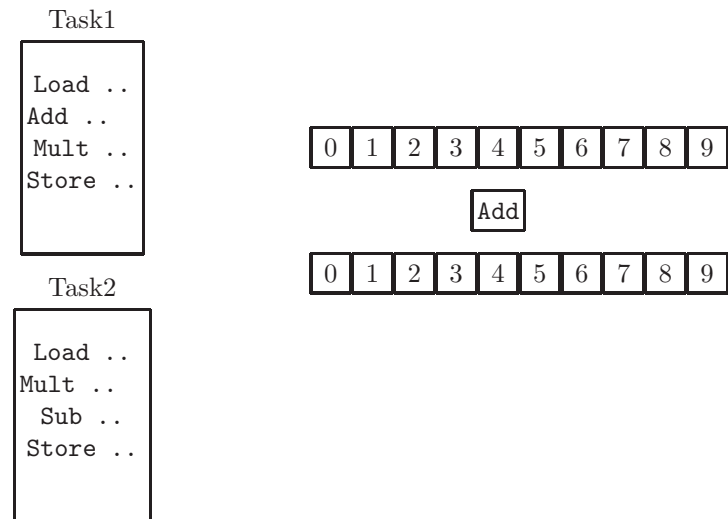 Task1
Load ..
Add ..
Mult ..
Store ..
Task2
Load ..
Mult ..
Sub ..
Store ..
0 1 2 3 4 5 6 7 8 9
Add
0 1 2 3 4 5 6 7 8 9